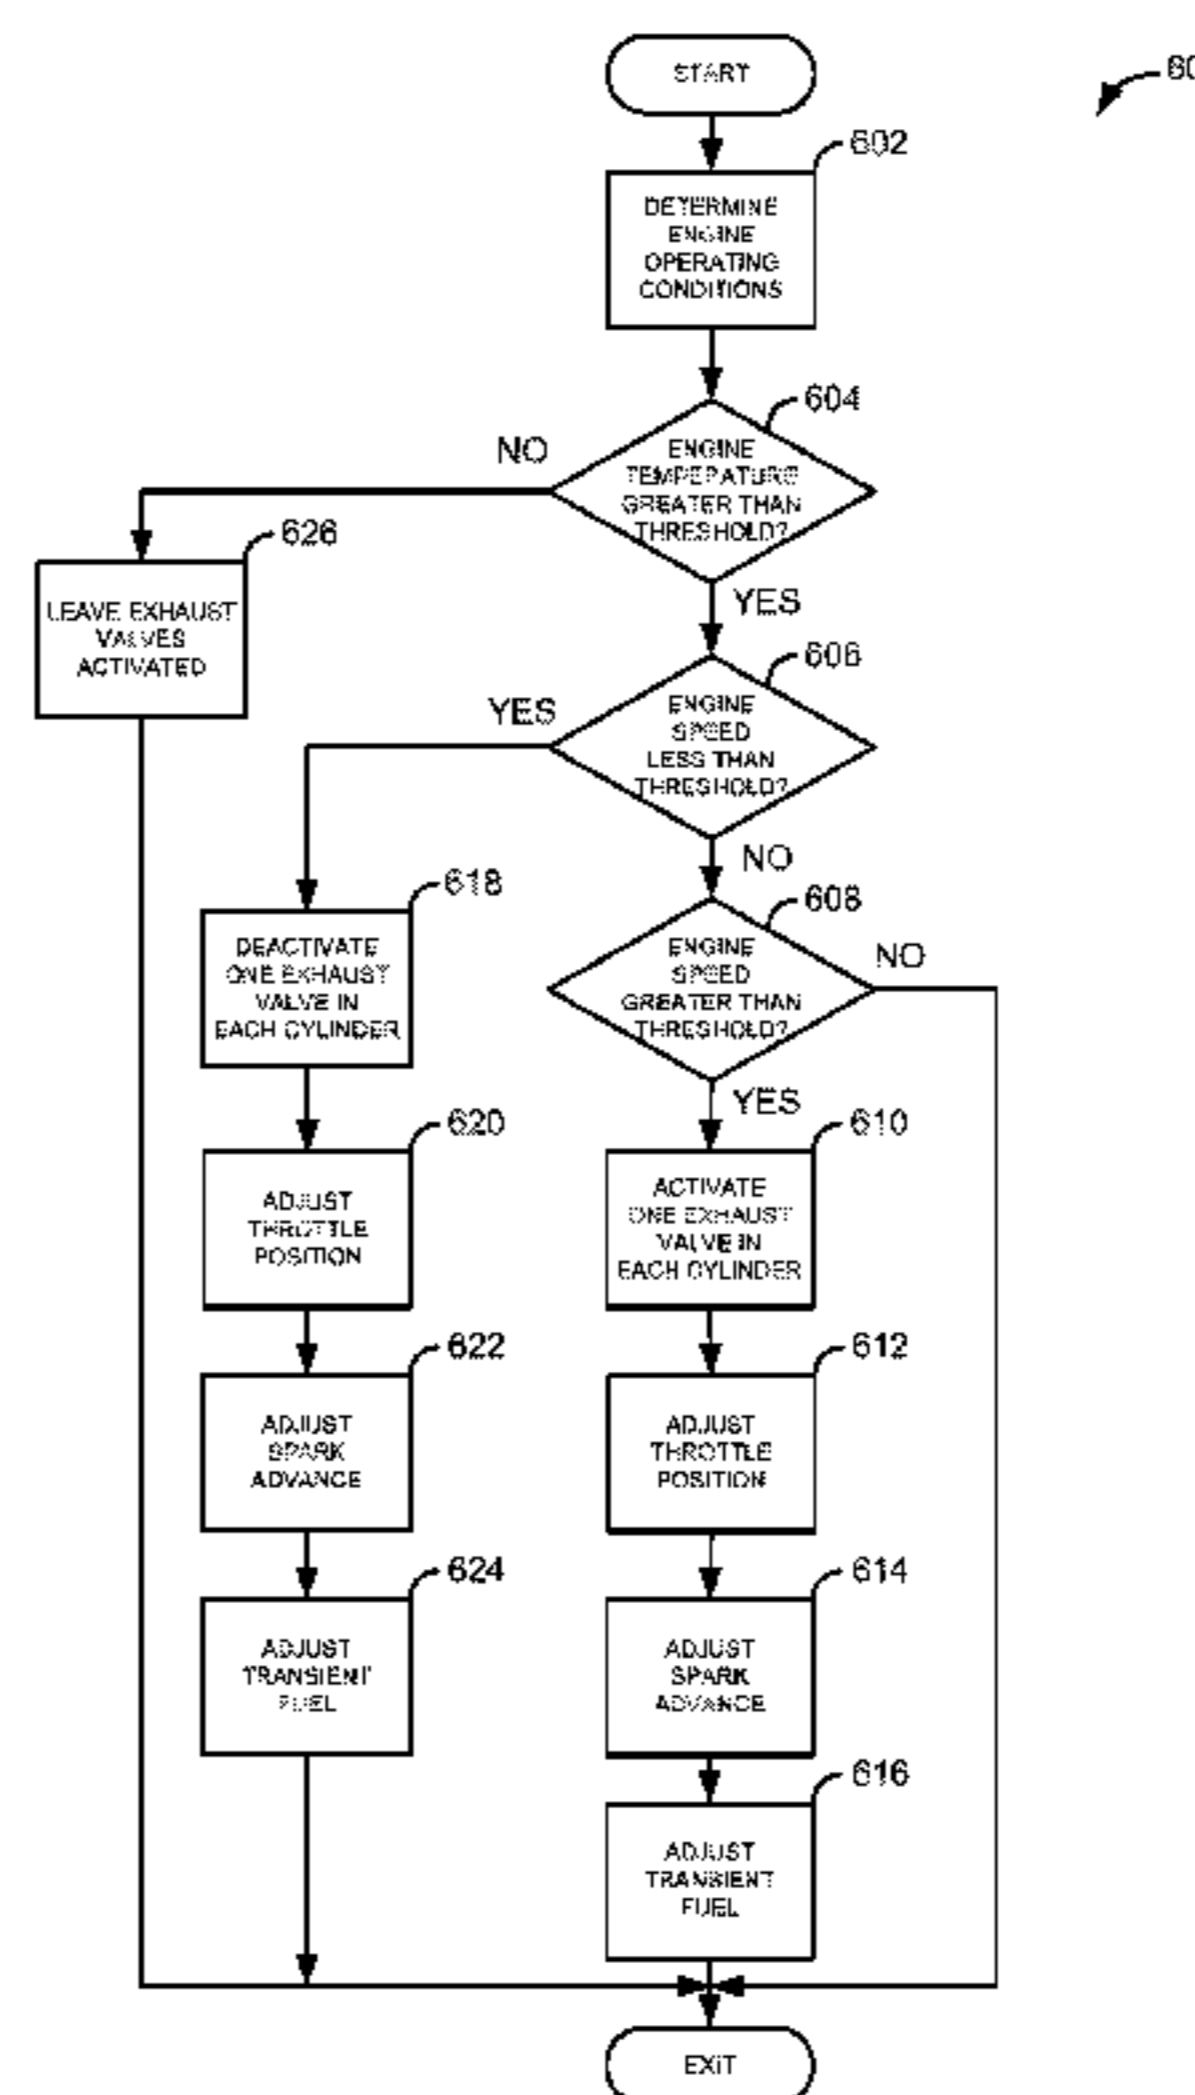 START
602
DETERMINE
ENGINE
OPERATING
CONDITIONS
604
NO
ENGINE
TEMPERATURE
GREATER THAN
THRESHOLD?
626
LEAVE EXHAUST
VALVES
ACTIVATED
YES
606
YES
ENGINE
SPEED
LESS THAN
THRESHOLD?
NO
618
608
DEACTIVATE
ONE EXHAUST
VALVE IN
EACH CYLINDER
ENGINE
SPEED
GREATER THAN
THRESHOLD?
NO
YES
620
610
ADJUST
THROTTLE
POSITION
ACTIVATE
ONE EXHAUST
VALVE IN
EACH CYLINDER
622
612
ADJUST
SPARK
ADVANCE
ADJUST
THROTTLE
POSITION
624
614
ADJUST
TRANSIENT
FUEL
ADJUST
SPARK
ADVANCE
616
ADJUST
TRANSIENT
FUEL
EXIT